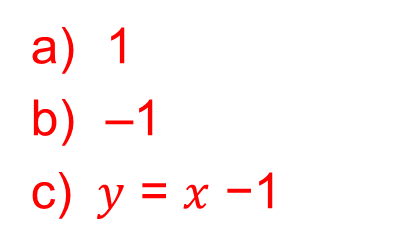 a) 1
b) –1
c) y = x −1